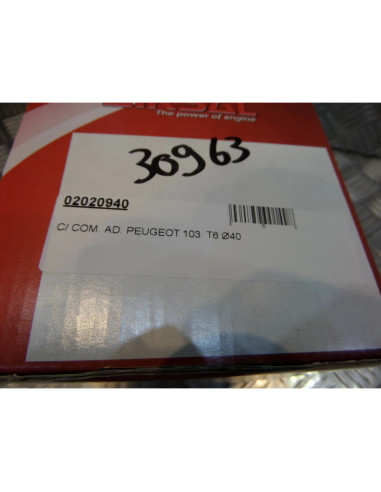 The power of engine
30963
02020940
C/ COM. AD. PEUGEOT 103 T6 Ø40